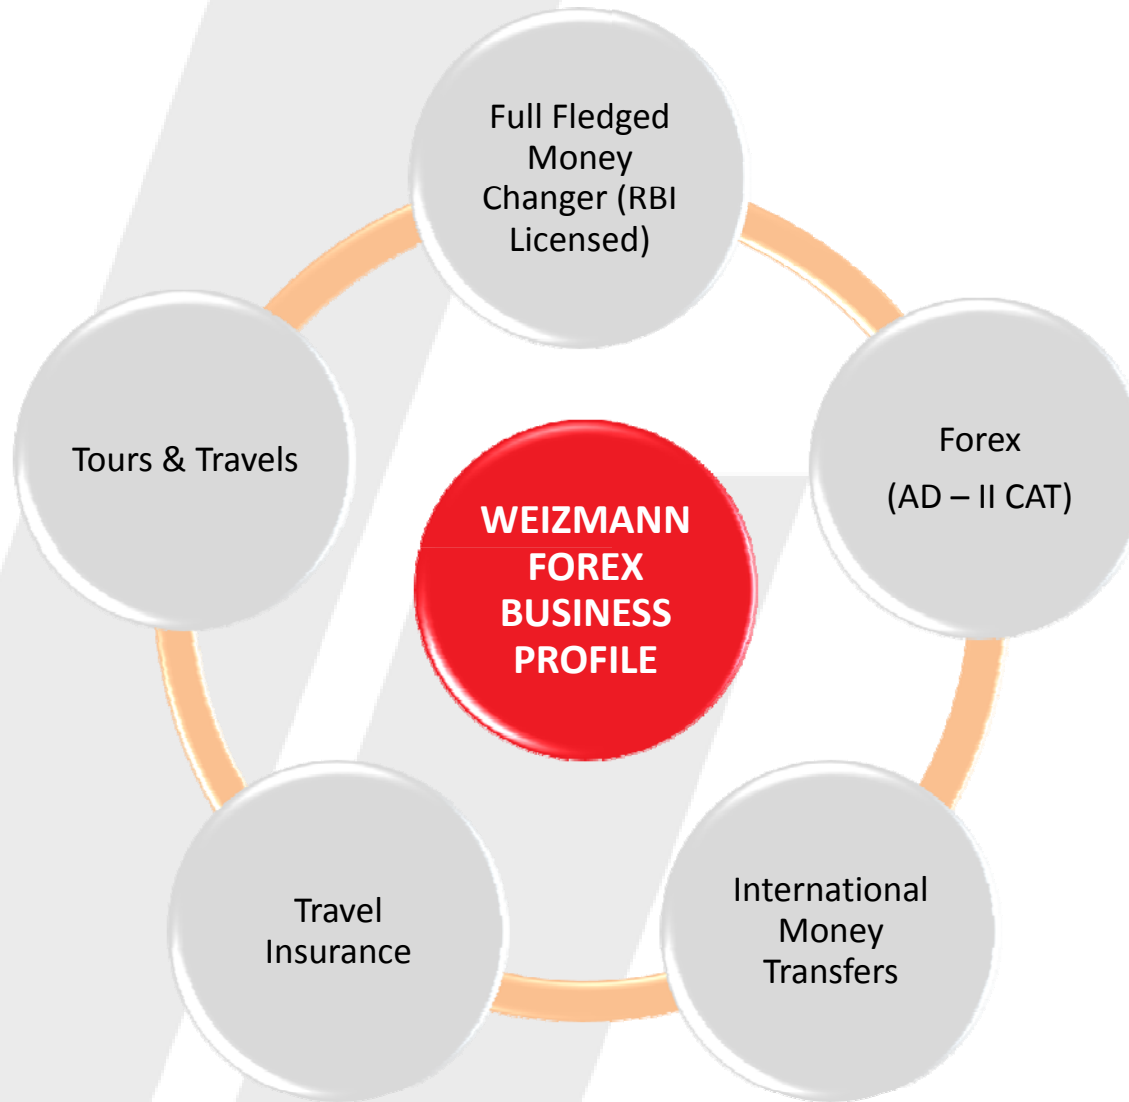 Full Fledged
Money
Changer (RBI
Licensed)
Forex
(AD – II CAT)
Tours & Travels
WEIZMANN
FOREX
BUSINESS
PROFILE
International
Money
Transfers
Travel
Insurance